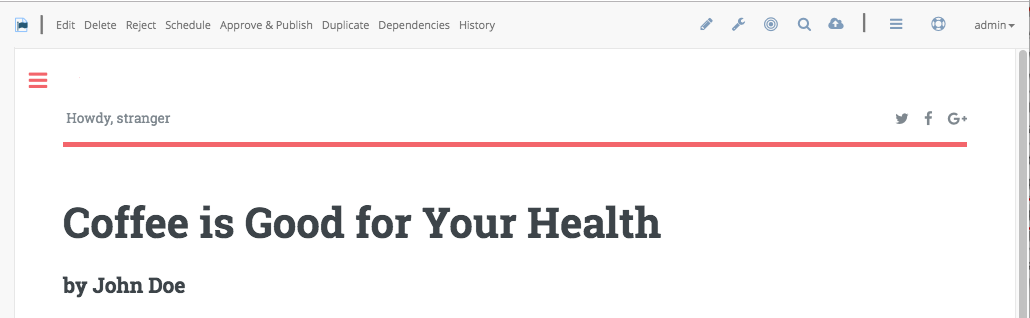 Edit Delete Reject Schedule Approve & Publish Duplicate Dependencies History admin
Howdy, stranger
Coffee is Good for Your Health
by John Doe